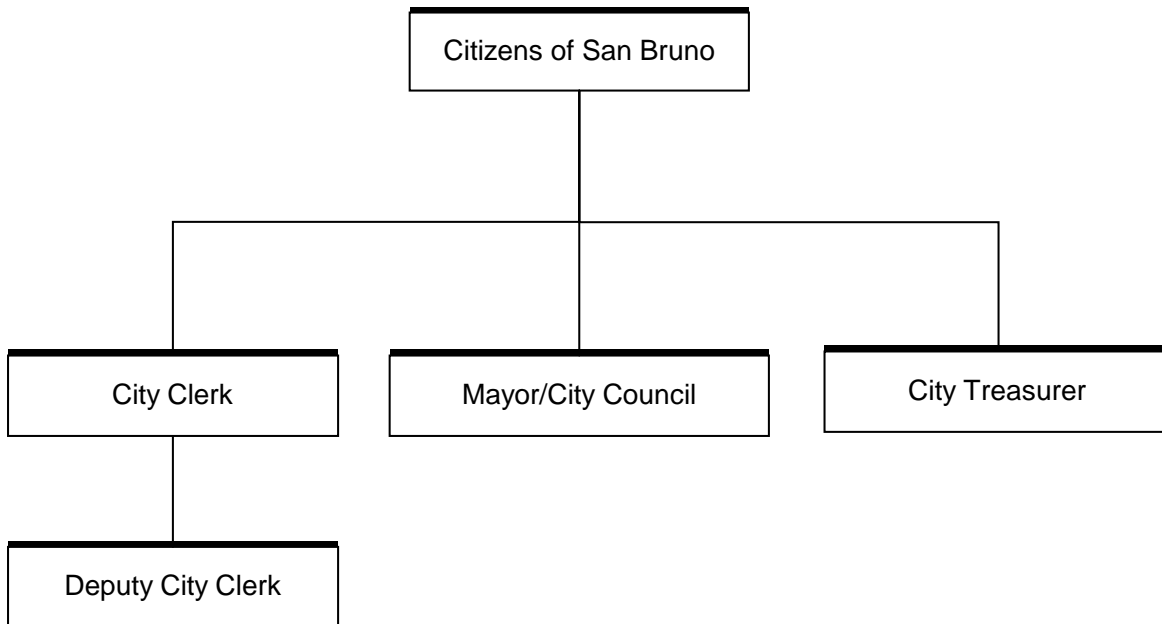 Citizens of San Bruno
City Clerk
Mayor/City Council
City Treasurer
Deputy City Clerk